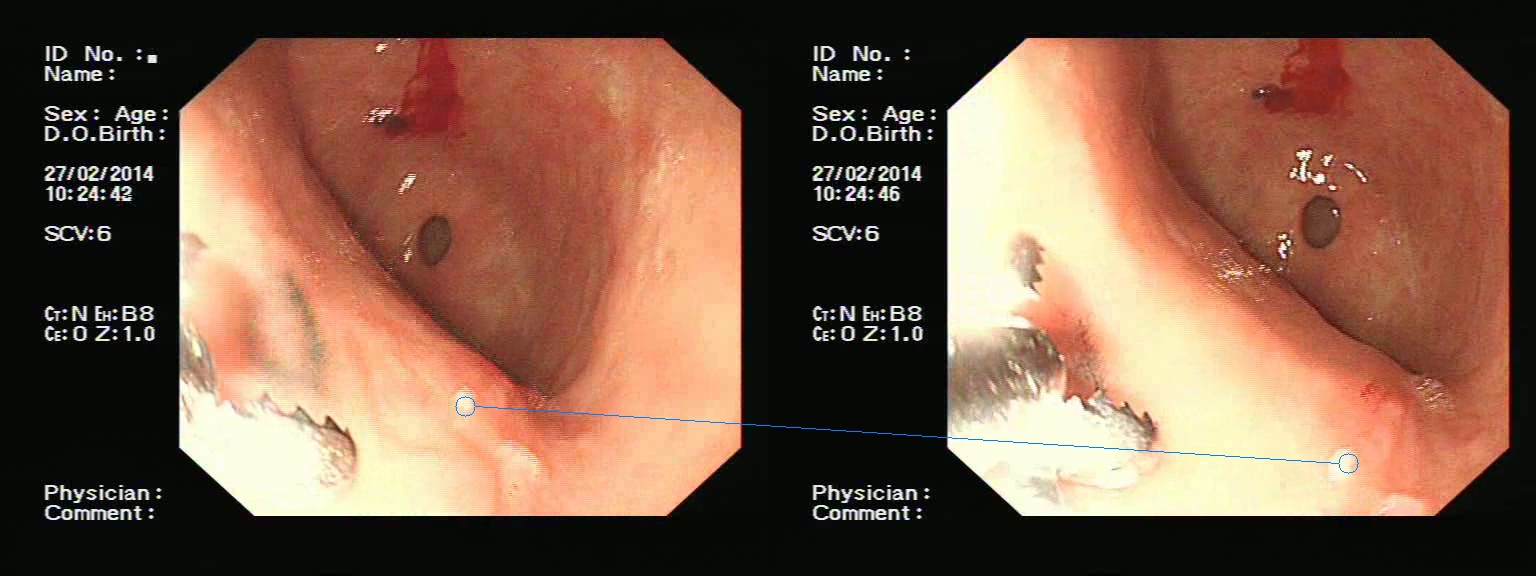 ID No. :
Name :
Sex: Age:
D.O.Birth:
27/02/2014
10:24:42
SCV:6
CT:N EH:B8
CE:0 Z:1.0
Physician:
Comment:
ID No. :
Name :
Sex: Age:
D.O.Birth:
27/02/2014
10:24:46
SCV:6
CT:N EH:B8
CE:0 Z:1.0
Physician:
Comment: